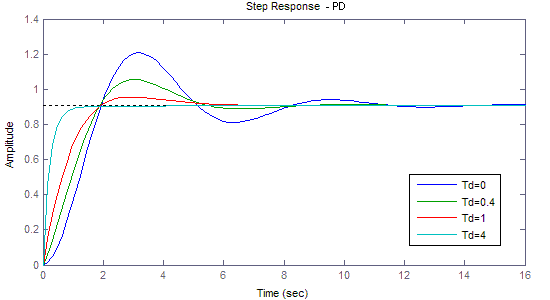 Step Response - PD
1.4
1.2
1
0.8
0.6
0.4
0.2
0
Amplitude
Td=0
Td=0.4
Td=1
Td=4
0 2 4 6 8 10 12 14 16
Time (sec)